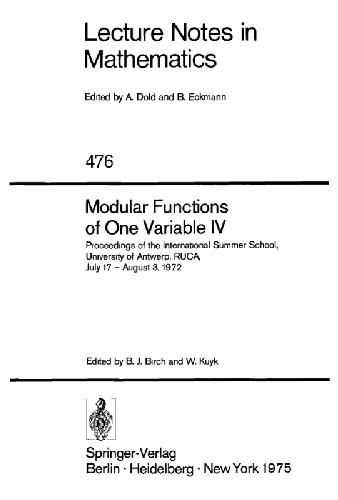 Lecture Notes in
Mathematics
Edited by A. Dold and B. Eckmann
476
Modular Functions
of One Variable IV
Proceedings of the International Summer School,
University of Antwerp, RUCA,
July 17 – August 3, 1972
Edited by B. J. Birch and W. Kuyk
Springer-Verlag
Berlin · Heidelberg · New York 1975